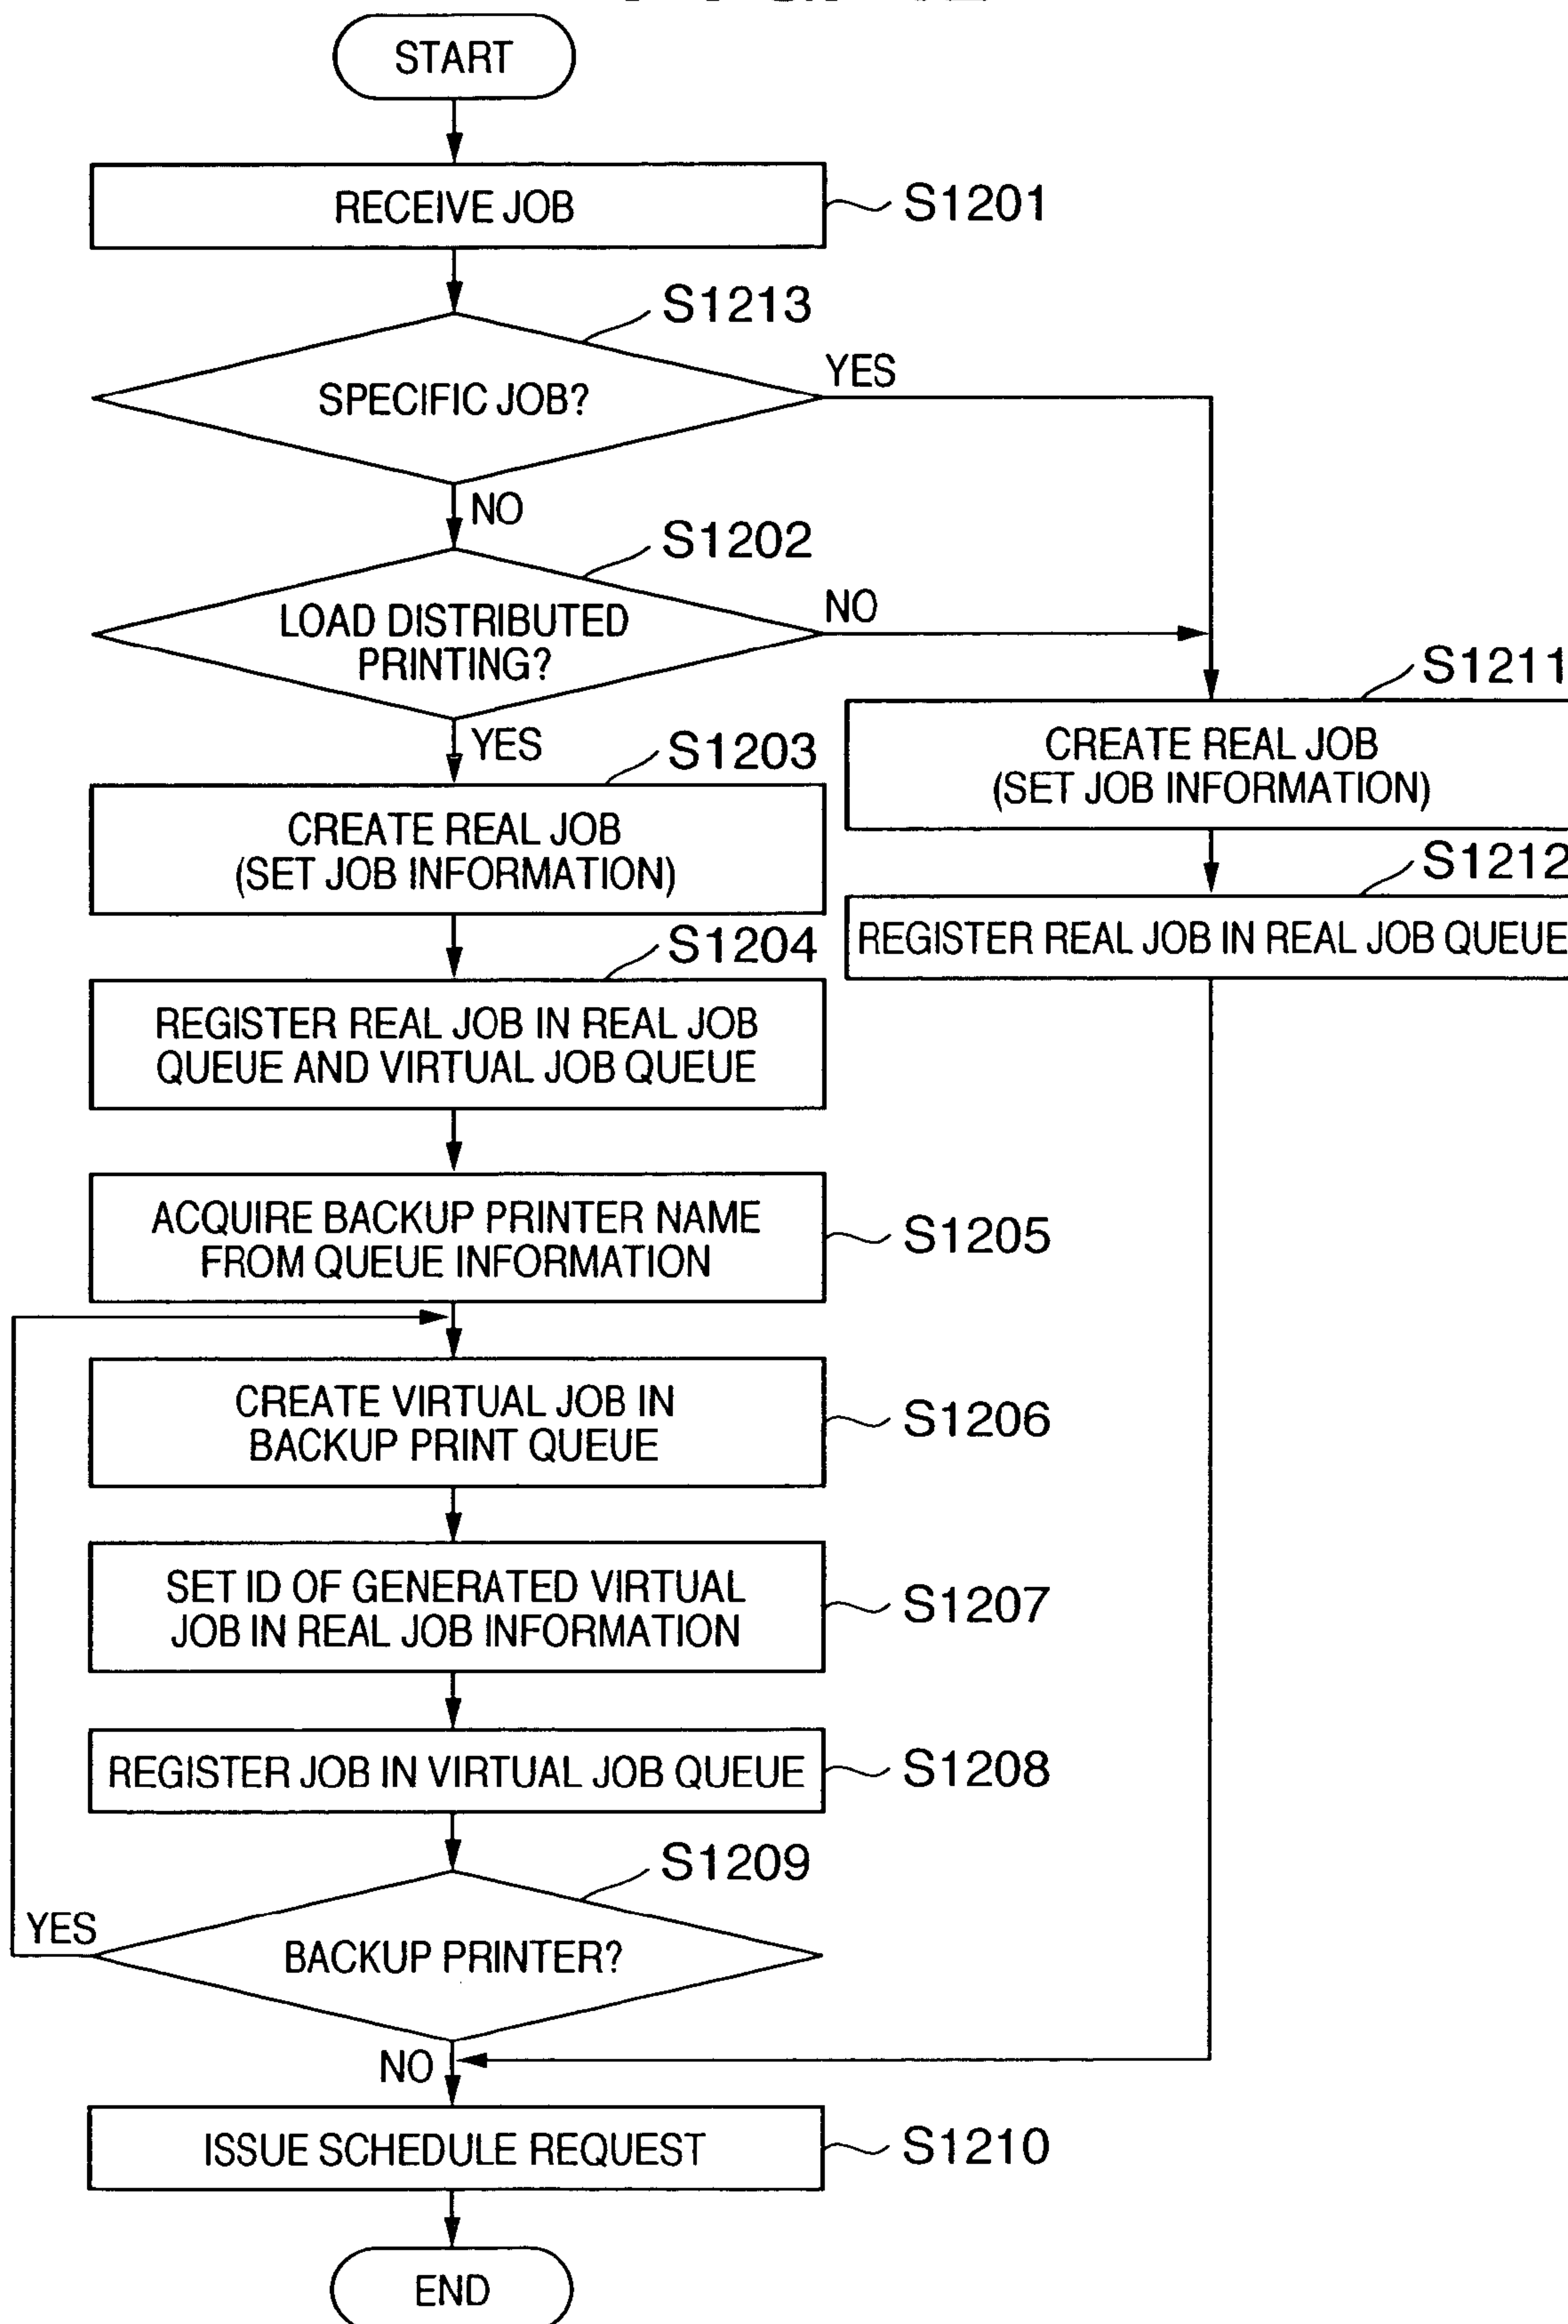 START
RECEIVE JOB
S1201
S1213
SPECIFIC JOB?
YES
NO
S1202
LOAD DISTRIBUTED
PRINTING?
NO
YES
S1203
CREATE REAL JOB
(SET JOB INFORMATION)
S1211
CREATE REAL JOB
(SET JOB INFORMATION)
S1212
REGISTER REAL JOB IN REAL JOB QUEUE
S1204
REGISTER REAL JOB IN REAL JOB
QUEUE AND VIRTUAL JOB QUEUE
ACQUIRE BACKUP PRINTER NAME
FROM QUEUE INFORMATION
S1205
CREATE VIRTUAL JOB IN
BACKUP PRINT QUEUE
S1206
SET ID OF GENERATED VIRTUAL
JOB IN REAL JOB INFORMATION
S1207
REGISTER JOB IN VIRTUAL JOB QUEUE
S1208
S1209
YES
BACKUP PRINTER?
NO
ISSUE SCHEDULE REQUEST
S1210
END